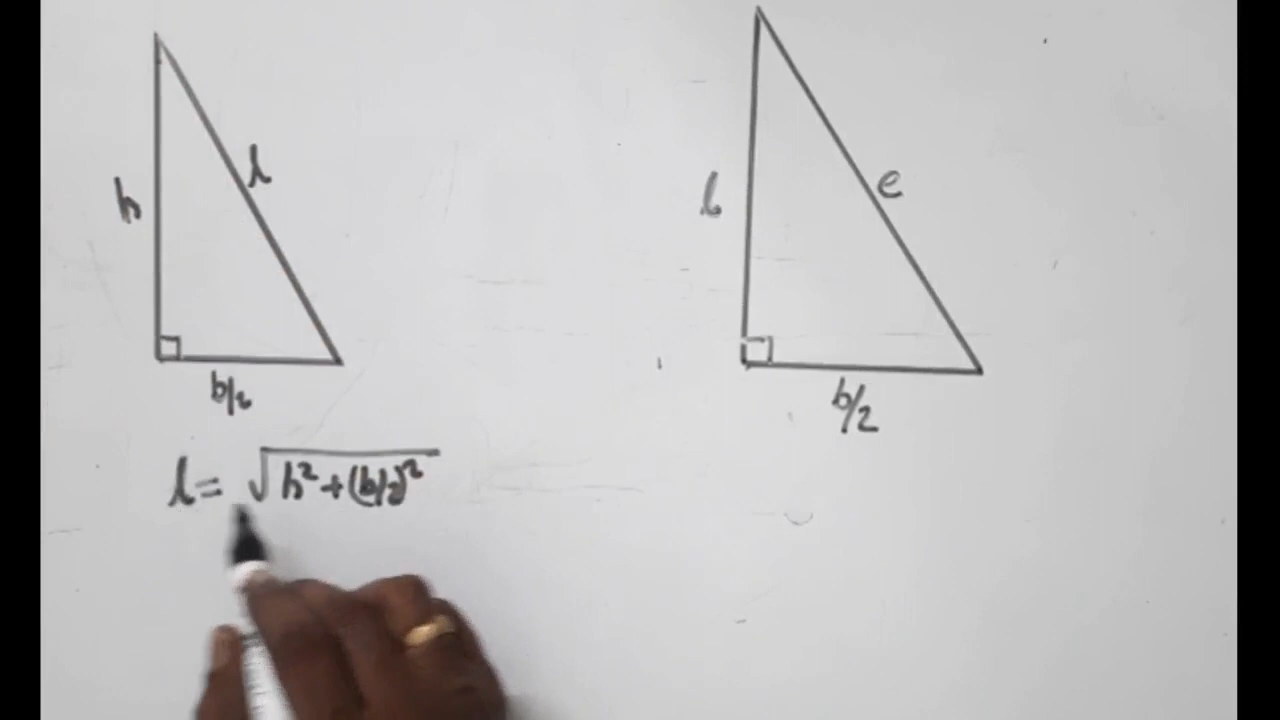 h
l
b/2
l
e
b/2
l = √h² + (b/2)²